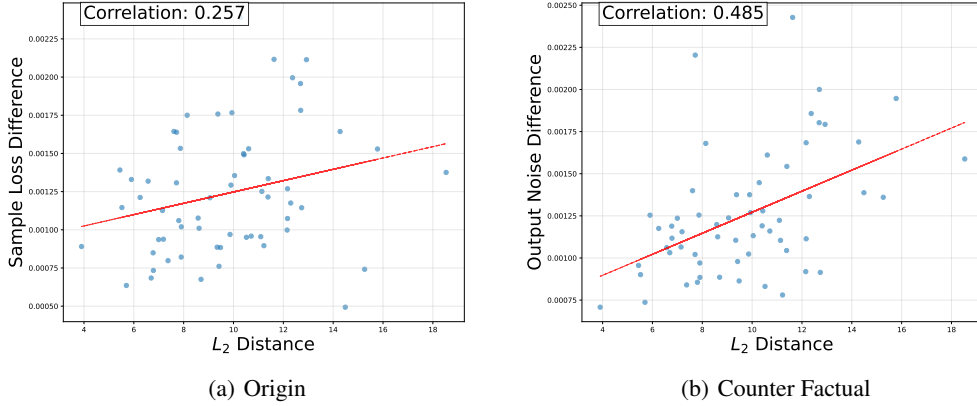 Correlation: 0.257
0.00225
0.00200
0.00175
0.00150
0.00125
0.00100
0.00075
0.00050
Sample Loss Difference
4 6 8 10 12 14 16 18
L₂ Distance
(a) Origin
Correlation: 0.485
0.00250
0.00225
0.00200
0.00175
0.00150
0.00125
0.00100
0.00075
Output Noise Difference
4 6 8 10 12 14 16 18
L₂ Distance
(b) Counter Factual